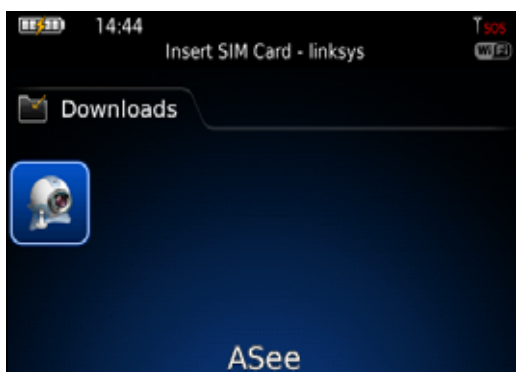 14:44
SOS
Insert SIM Card - linksys
WiFi
Downloads
ASee